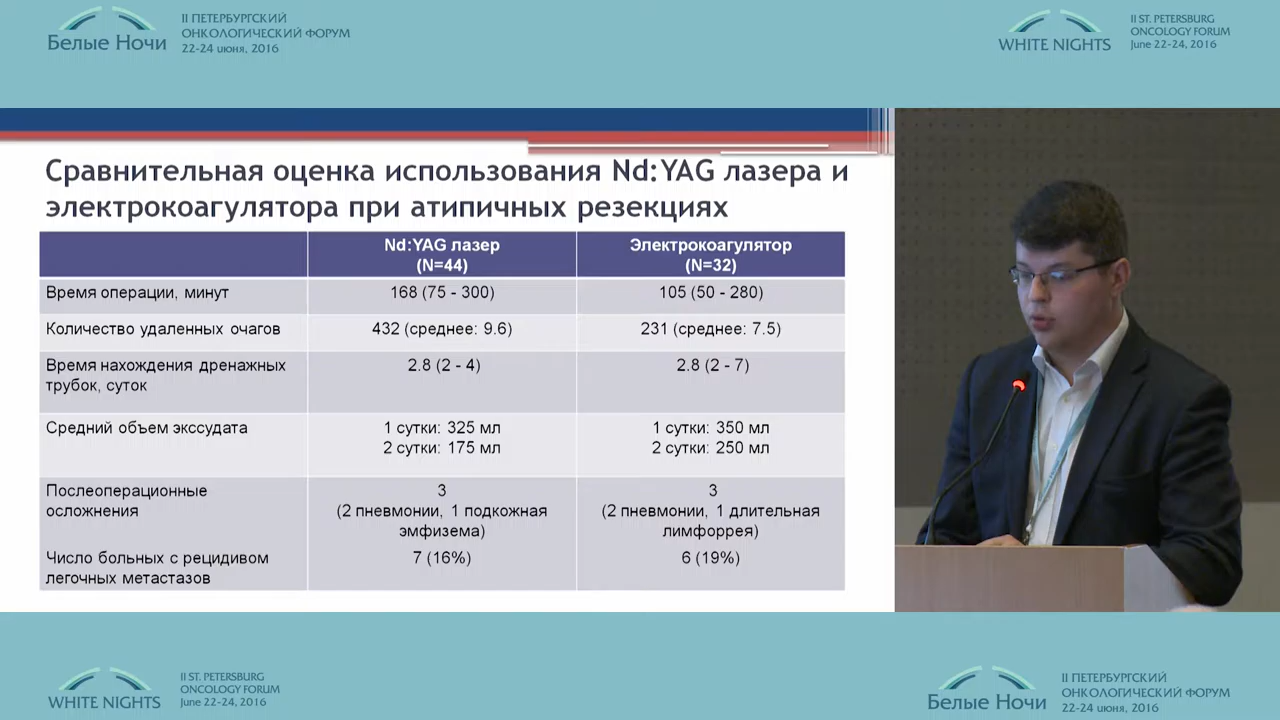 Белые Ночи
II ПЕТЕРБУРГСКИЙ
ОНКОЛОГИЧЕСКИЙ ФОРУМ
22-24 июня, 2016
WHITE NIGHTS
II ST. PETERSBURG
ONCOLOGY FORUM
June 22-24, 2016
Сравнительная оценка использования Nd:YAG лазера и
электрокоагулятора при атипичных резекциях
Nd:YAG лазер
(N=44)
Электрокоагулятор
(N=32)
Время операции, минут
168 (75 - 300)
105 (50 - 280)
Количество удаленных очагов
432 (среднее: 9.6)
231 (среднее: 7.5)
Время нахождения дренажных
трубок, суток
2.8 (2 - 4)
2.8 (2 - 7)
Средний объем экссудата
1 сутки: 325 мл
2 сутки: 175 мл
1 сутки: 350 мл
2 сутки: 250 мл
Послеоперационные
осложнения
3
(2 пневмонии, 1 подкожная
эмфизема)
3
(2 пневмонии, 1 длительная
лимфоррея)
Число больных с рецидивом
легочных метастазов
7 (16%)
6 (19%)
WHITE NIGHTS
II ST. PETERSBURG
ONCOLOGY FORUM
June 22-24, 2016
Белые Ночи
II ПЕТЕРБУРГСКИЙ
ОНКОЛОГИЧЕСКИЙ ФОРУМ
22-24 июня, 2016